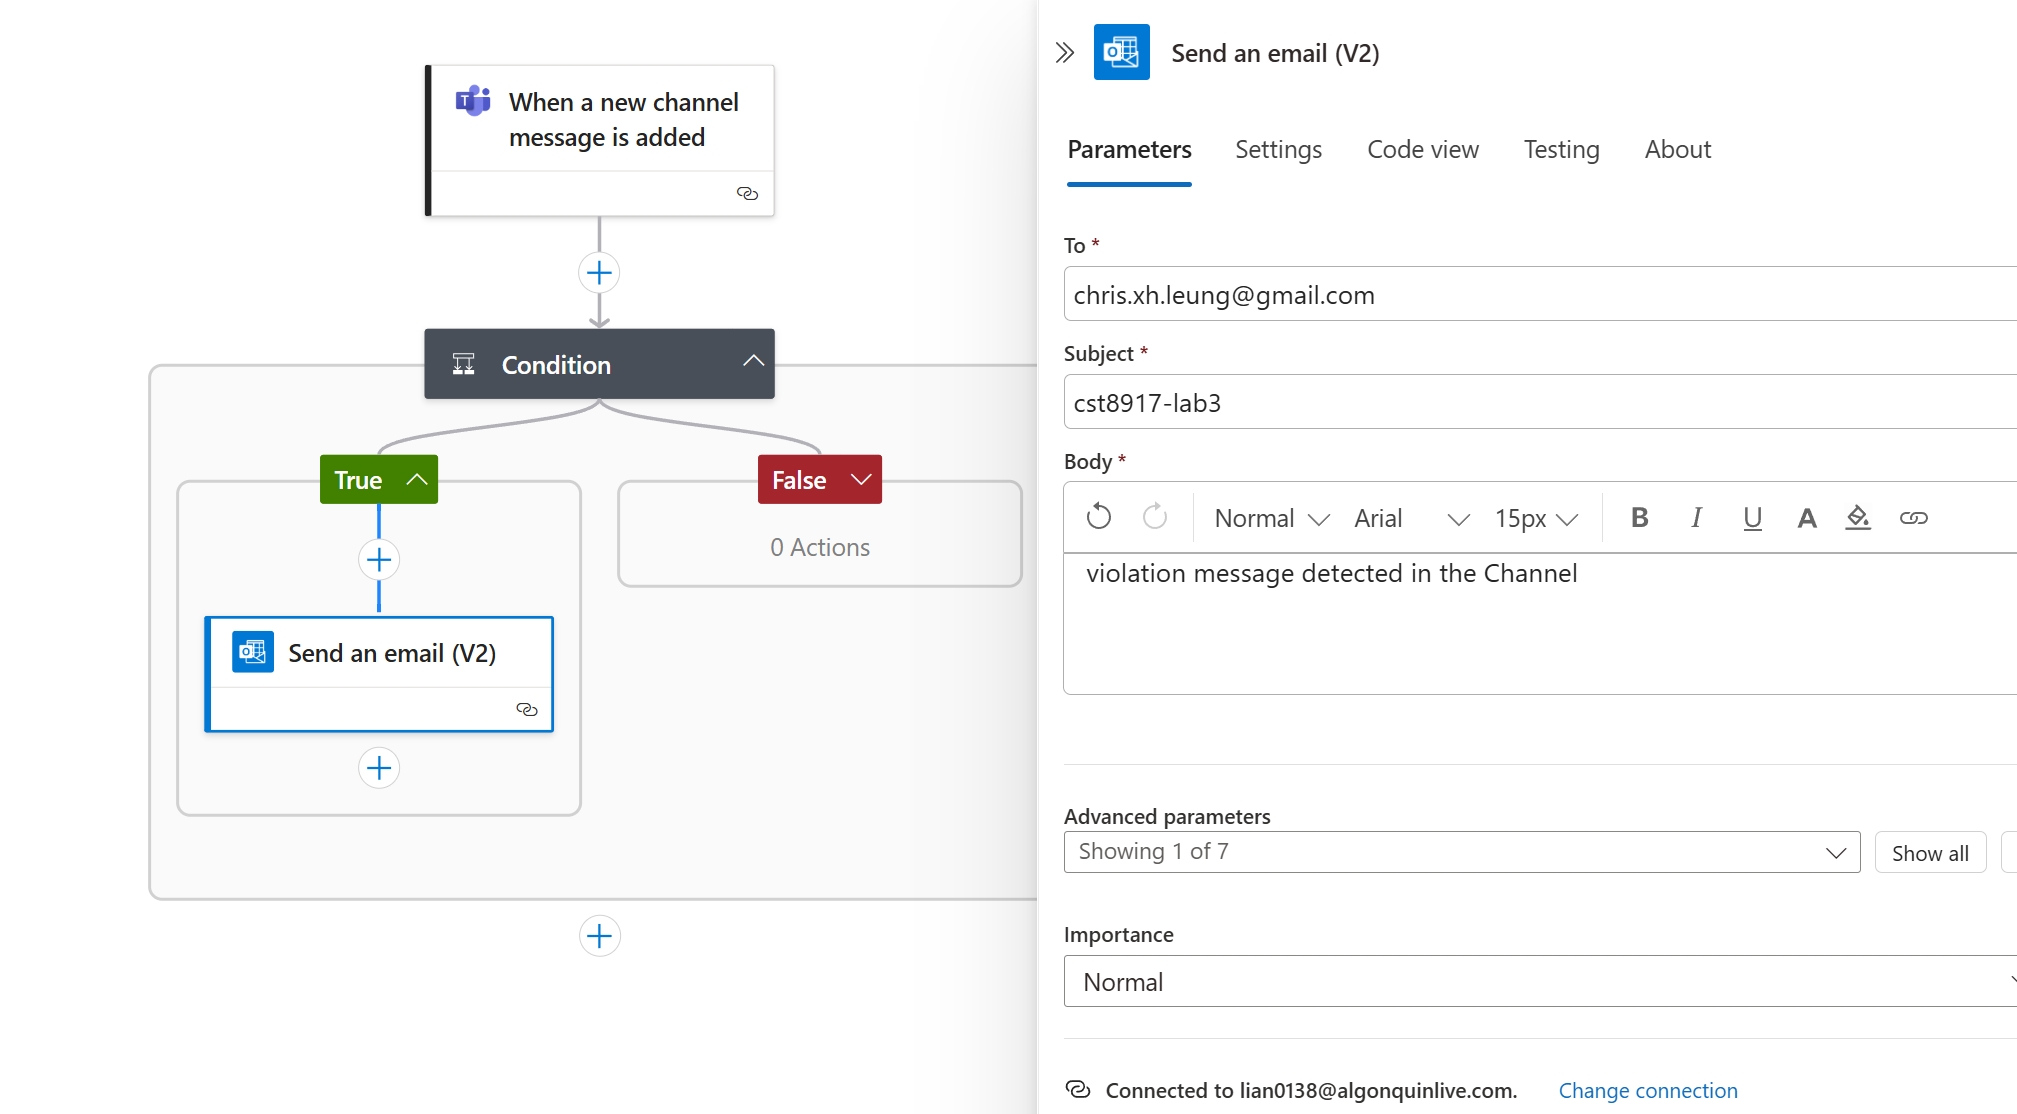 When a new channel
message is added
Condition
True
False
0 Actions
Send an email (V2)
Send an email (V2)
Parameters
Settings
Code view
Testing
About
To *
chris.xh.leung@gmail.com
Subject *
cst8917-lab3
Body *
Normal
Arial
15px
B
I
U
A
violation message detected in the Channel
Advanced parameters
Showing 1 of 7
Show all
Importance
Normal
Connected to lian0138@algonquinlive.com.
Change connection